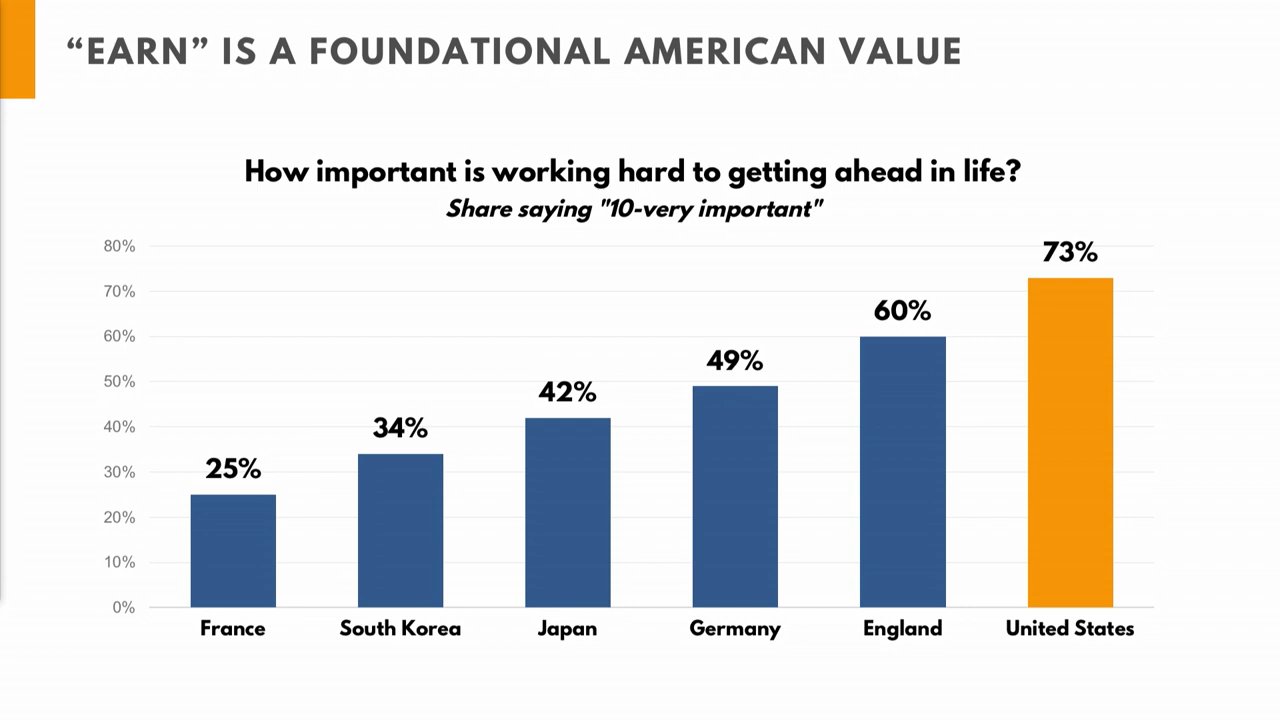 “EARN” IS A FOUNDATIONAL AMERICAN VALUE
How important is working hard to getting ahead in life?
Share saying "10-very important"
80%
70%
60%
50%
40%
30%
20%
10%
0%
25%
34%
42%
49%
60%
73%
France
South Korea
Japan
Germany
England
United States